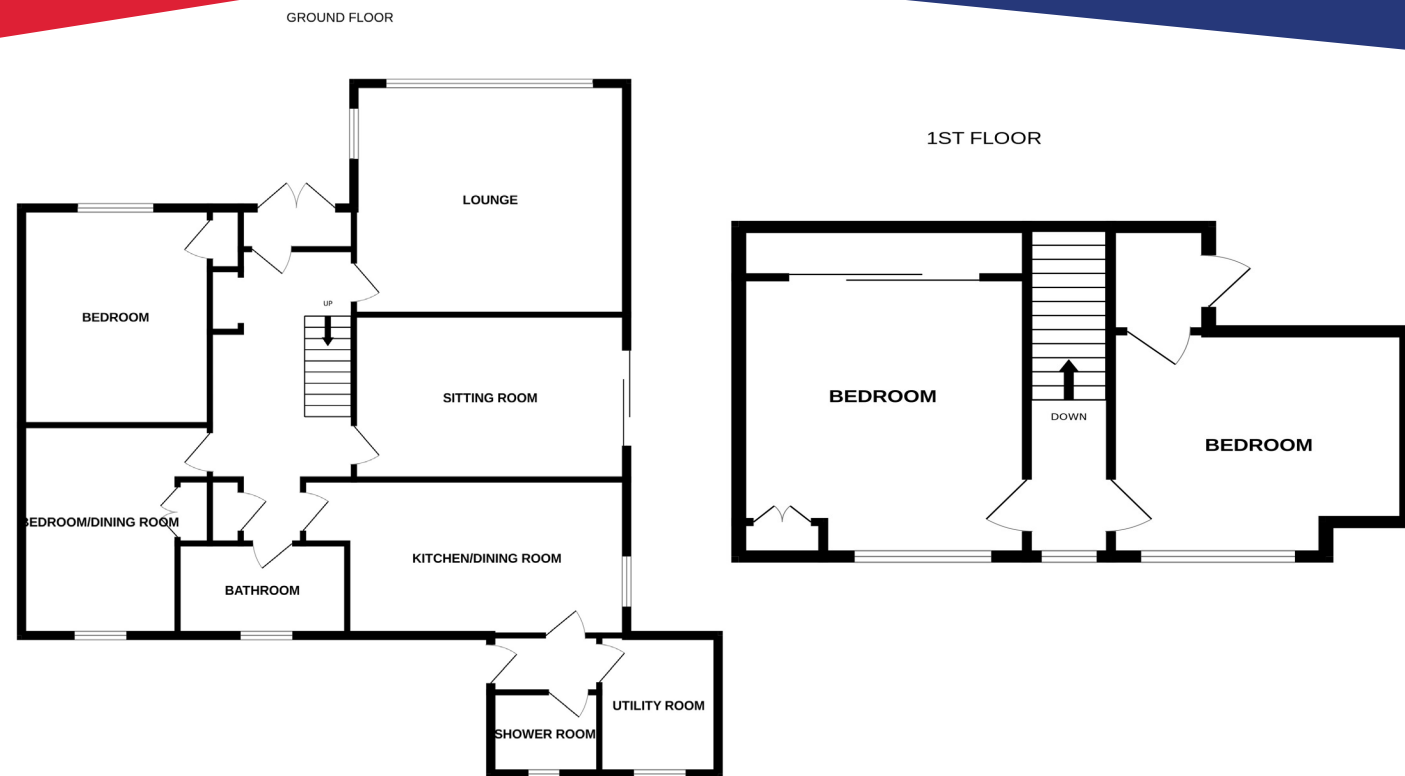 GROUND FLOOR
1ST FLOOR
LOUNGE
UP
BEDROOM
SITTING ROOM
BEDROOM/DINING ROOM
KITCHEN/DINING ROOM
BATHROOM
UTILITY ROOM
SHOWER ROOM
BEDROOM
DOWN
BEDROOM